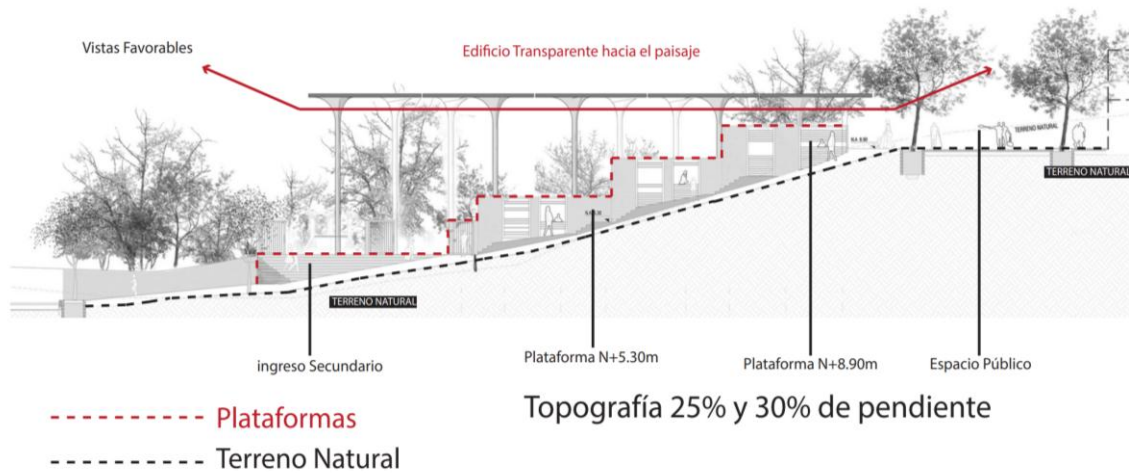 Vistas Favorables
Edificio Transparente hacia el paisaje
TERRENO NATURAL
TERRENO NATURAL
TERRENO NATURAL
ingreso Secundario
Plataforma N+5.30m
Plataforma N+8.90m
Espacio Público
Plataformas
Topografía 25% y 30% de pendiente
Terreno Natural